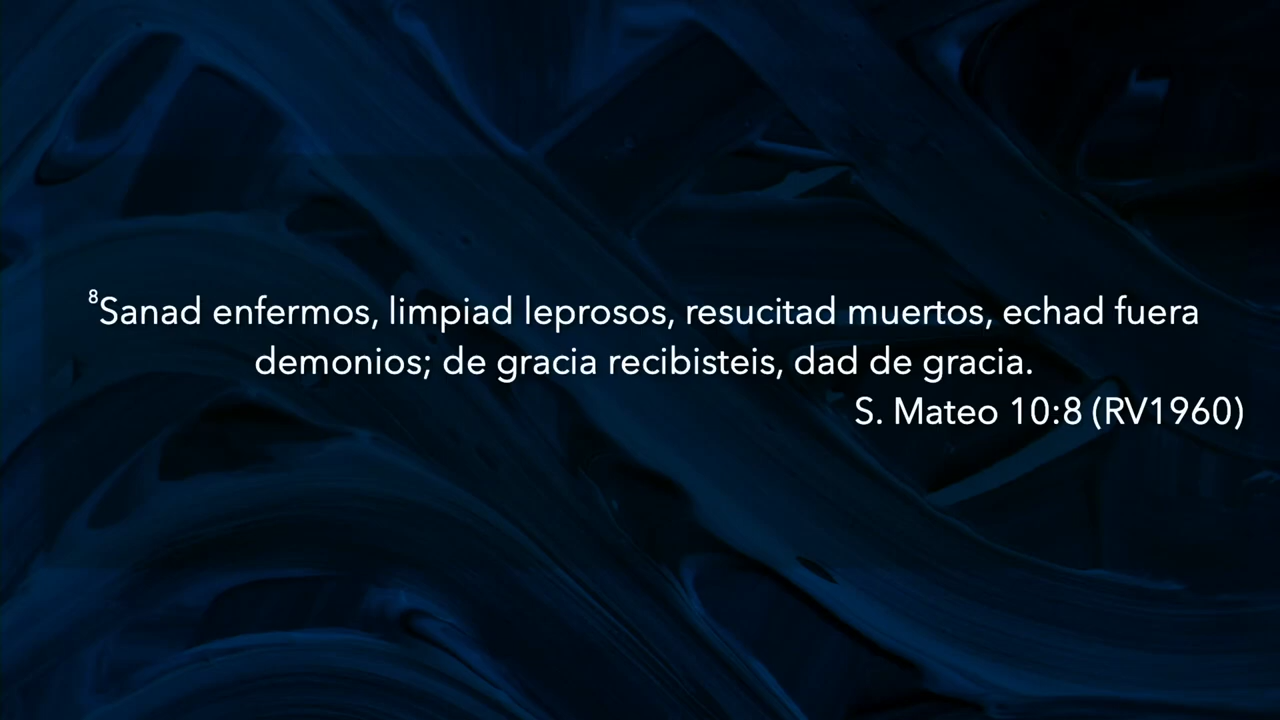 ⁸Sanad enfermos, limpiad leprosos, resucitad muertos, echad fuera
demonios; de gracia recibisteis, dad de gracia.
S. Mateo 10:8 (RV1960)